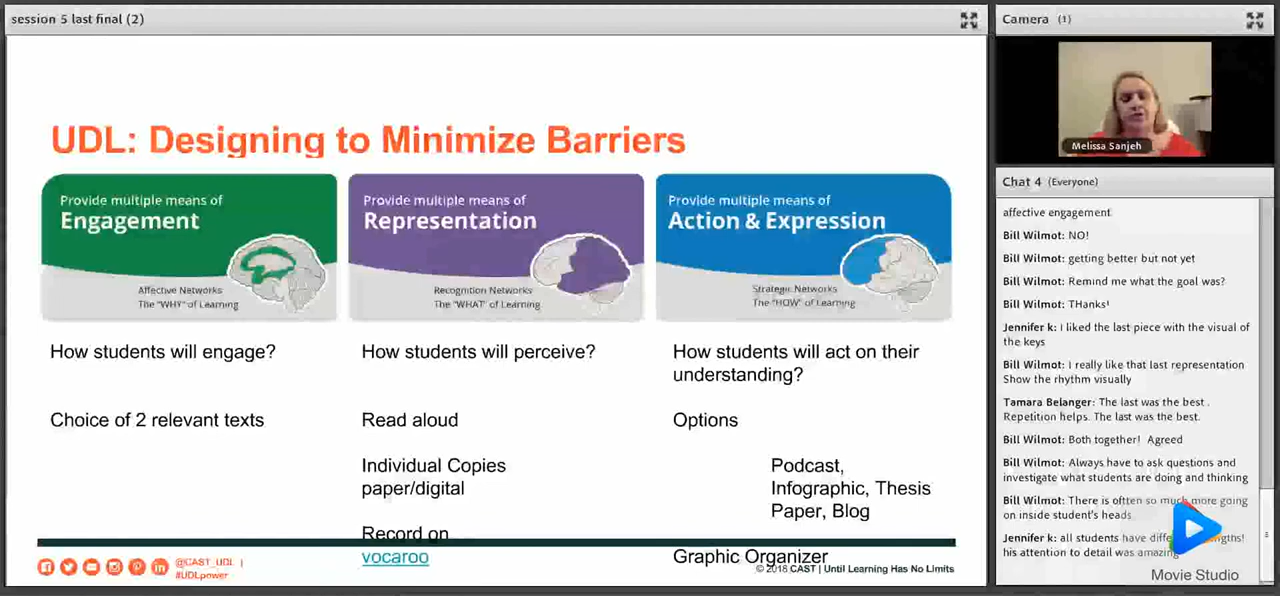 session 5 last final (2)
UDL: Designing to Minimize Barriers
Provide multiple means of
Engagement
Affective Networks
The "WHY" of Learning
Provide multiple means of
Representation
Recognition Networks
The "WHAT" of Learning
Provide multiple means of
Action & Expression
Strategic Networks
The "HOW" of Learning
How students will engage?
Choice of 2 relevant texts
How students will perceive?
Read aloud
Individual Copies
paper/digital
Record on
vocaroo
How students will act on their
understanding?
Options
Podcast,
Infographic, Thesis
Paper, Blog
Graphic Organizer
@CAST_UDL |
#UDLpower
© 2018 CAST | Until Learning Has No Limits
Camera (1)
Melissa Sanjeh
Chat 4 (Everyone)
affective engagement
Bill Wilmot: NO!
Bill Wilmot: getting better but not yet
Bill Wilmot: Remind me what the goal was?
Bill Wilmot: THanks!
Jennifer k: I liked the last piece with the visual of
the keys
Bill Wilmot: I really like that last representation
Show the rhythm visually
Tamara Belanger: The last was the best .
Repetition helps. The last was the best.
Bill Wilmot: Both together! Agreed
Bill Wilmot: Always have to ask questions and
investigate what students are doing and thinking
Bill Wilmot: There is oftten so much more going
on inside student's heads
Jennifer k: all students have
his attention to detail was amazing
Movie Studio